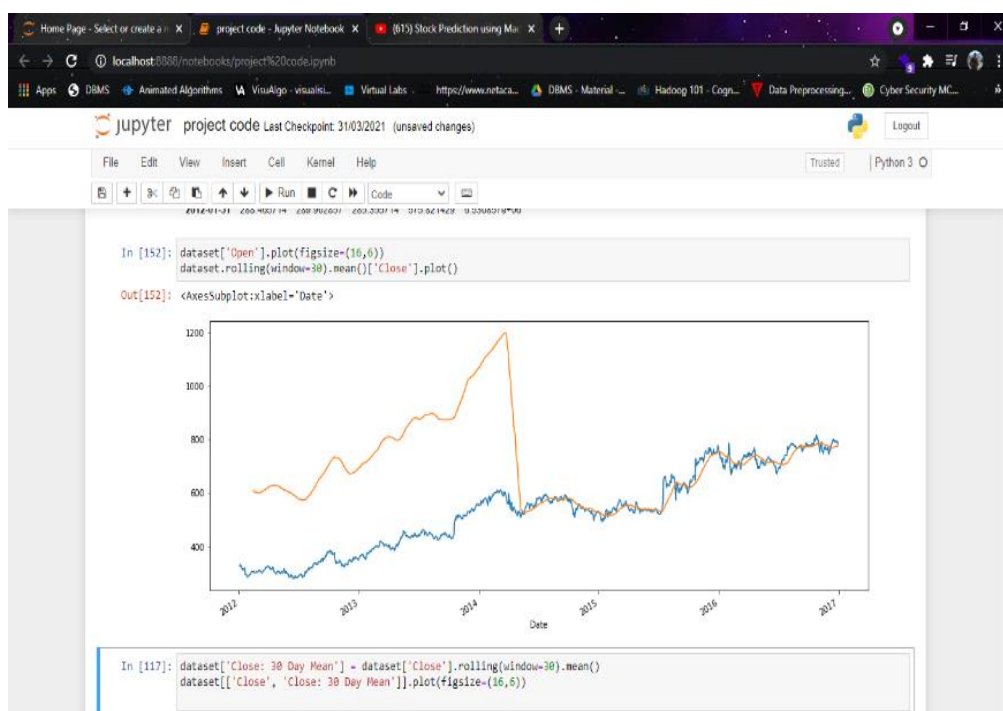 Home Page - Select or create a n X
project code - Jupyter Notebook X
(615) Stock Prediction using Mac X
localhost:8888/notebooks/project%20code.ipynb
Apps DBMS Animated Algorithms VisuAlgo - visualisi... Virtual Labs https://www.netaca... DBMS - Material -... Hadoop 101 - Cogn... Data Preprocessing... Cyber Security MC...
jupyter project code Last Checkpoint: 31/03/2021 (unsaved changes)
Logout
File Edit View Insert Cell Kernel Help
Trusted
Python 3
Run Code
In [152]: dataset['Open'].plot(figsize=(16,6))
dataset.rolling(window=30).mean()['Close'].plot()
Out[152]: <AxesSubplot:xlabel='Date'>
1200
1000
800
600
400
2012 2013 2014 2015 2016 2017
Date
In [117]: dataset['Close: 30 Day Mean'] = dataset['Close'].rolling(window=30).mean()
dataset[['Close', 'Close: 30 Day Mean']].plot(figsize=(16,6))